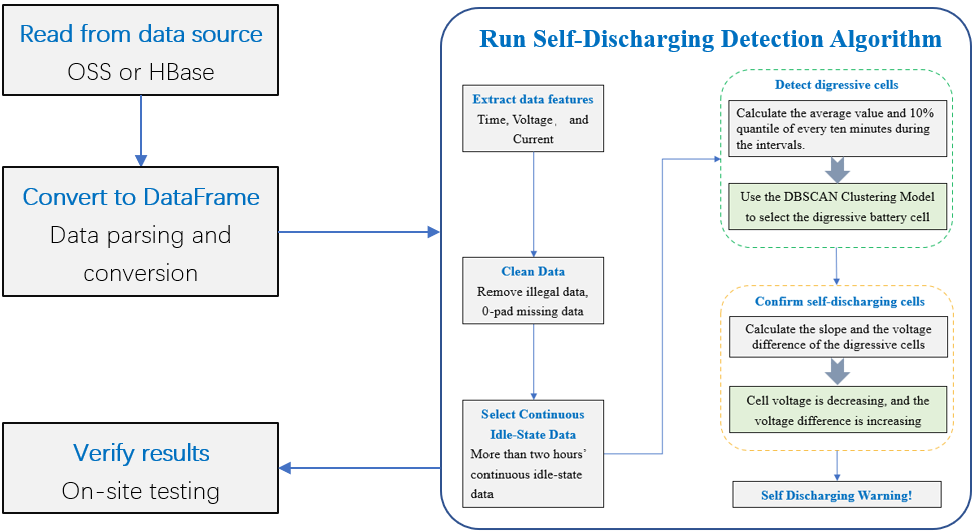 Read from data source
OSS or HBase
Convert to DataFrame
Data parsing and
conversion
Verify results
On-site testing
Run Self-Discharging Detection Algorithm
Extract data features
Time, Voltage、 and
Current
Clean Data
Remove illegal data,
0-pad missing data
Select Continuous
Idle-State Data
More than two hours’
continuous idle-state
data
Detect digressive cells
Calculate the average value and 10%
quantile of every ten minutes during
the intervals.
Use the DBSCAN Clustering Model
to select the digressive battery cell
Confirm self-discharging cells
Calculate the slope and the voltage
difference of the digressive cells
Cell voltage is decreasing, and the
voltage difference is increasing
Self Discharging Warning!